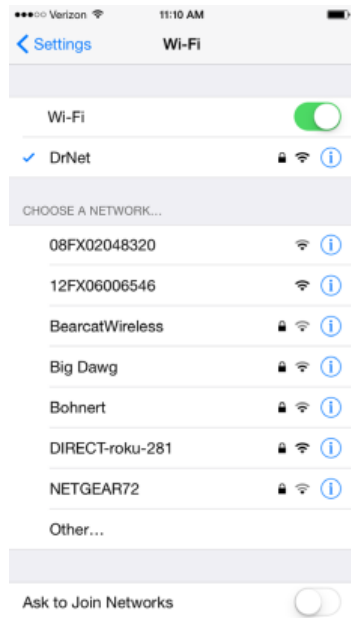 Verizon 11:10 AM
Settings Wi-Fi
Wi-Fi
DrNet
CHOOSE A NETWORK...
08FX02048320
12FX06006546
BearcatWireless
Big Dawg
Bohnert
DIRECT-roku-281
NETGEAR72
Other...
Ask to Join Networks